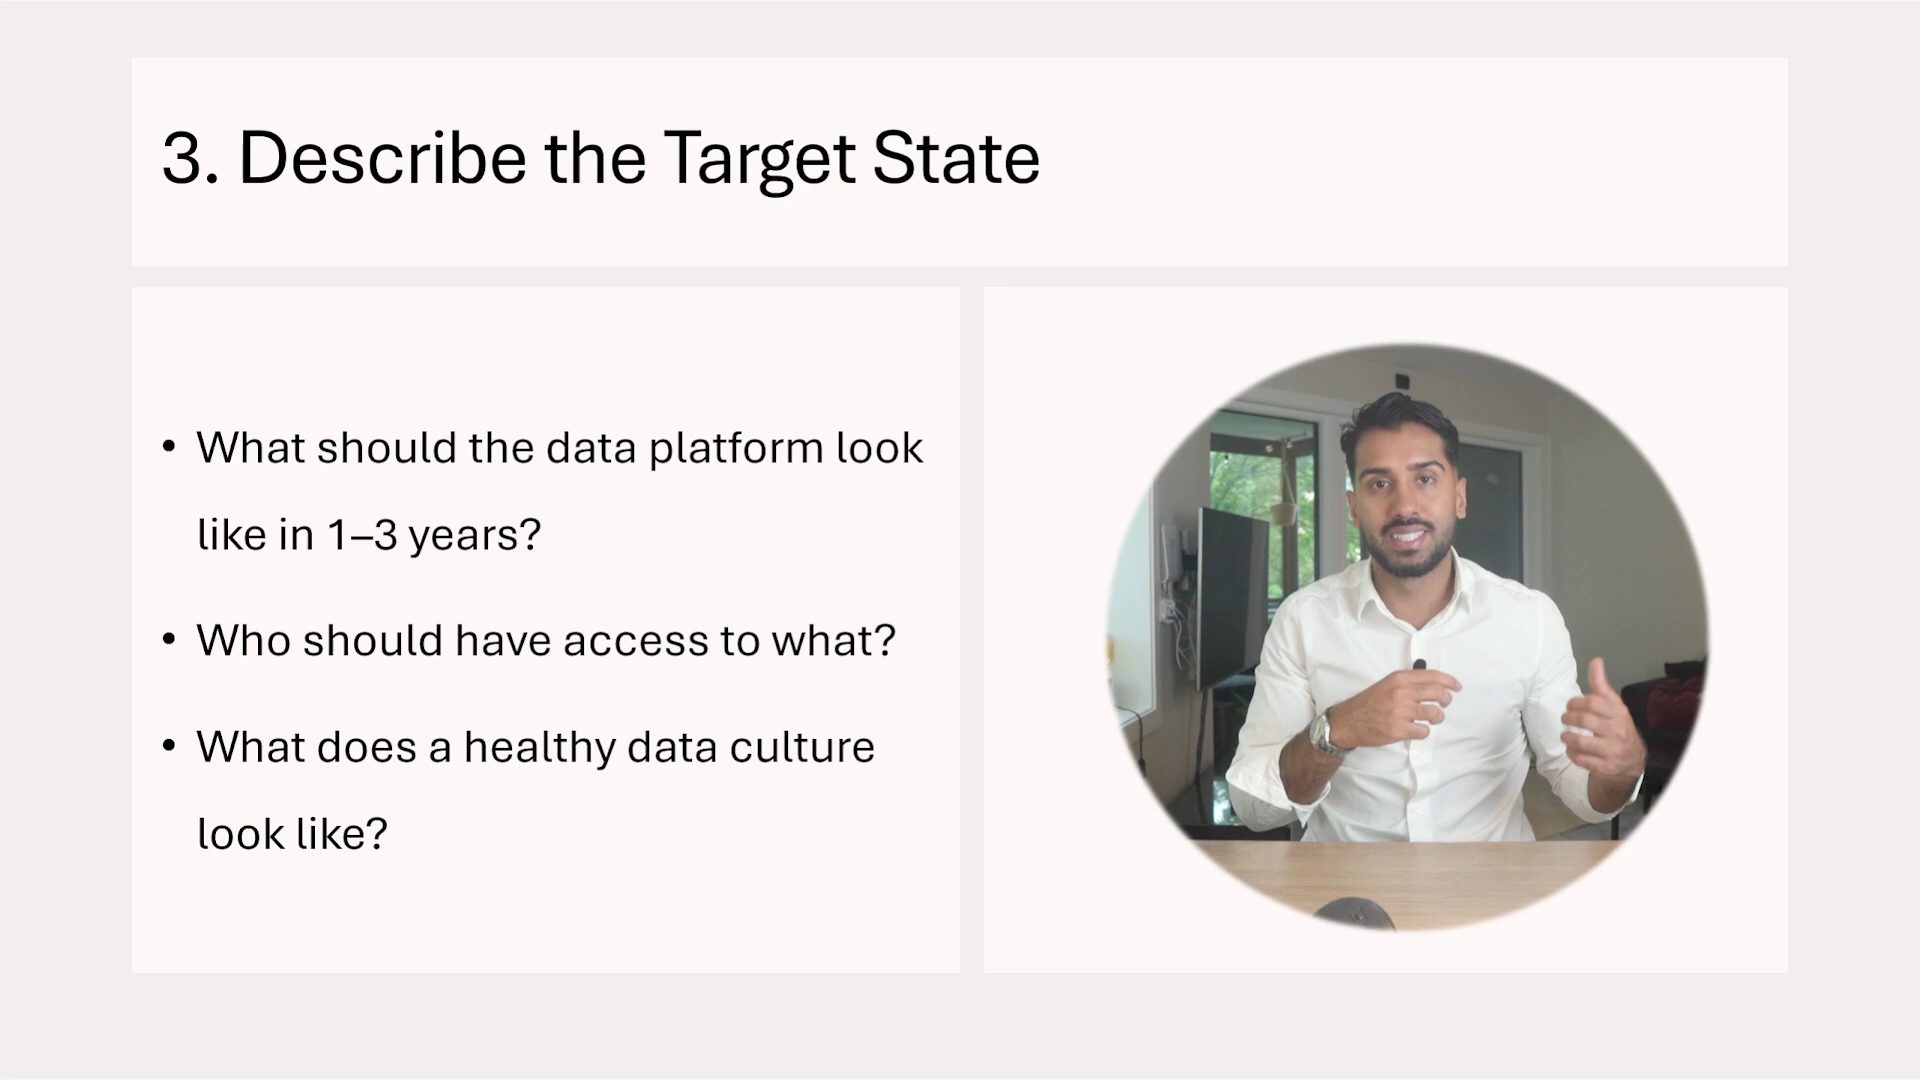 3. Describe the Target State
• What should the data platform look
like in 1–3 years?
• Who should have access to what?
• What does a healthy data culture
look like?